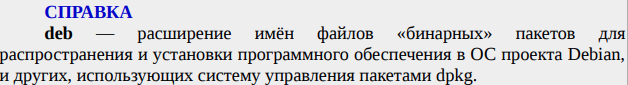 СПРАВКА
deb — расширение имён файлов «бинарных» пакетов для
распространения и установки программного обеспечения в ОС проекта Debian,
и других, использующих систему управления пакетами dpkg.